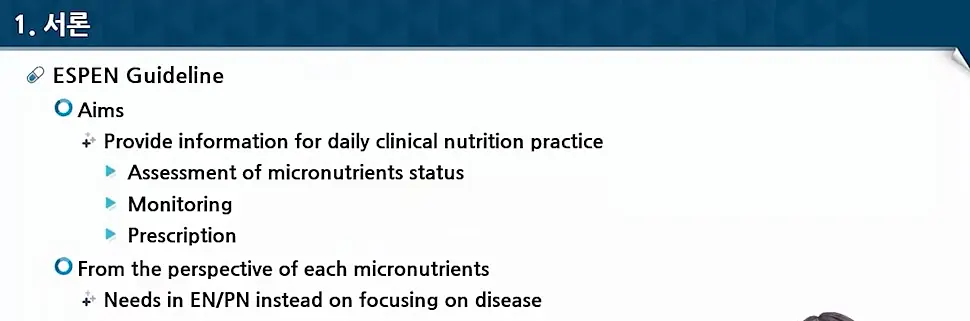 1. 서론
ESPEN Guideline
Aims
Provide information for daily clinical nutrition practice
Assessment of micronutrients status
Monitoring
Prescription
From the perspective of each micronutrients
Needs in EN/PN instead on focusing on disease